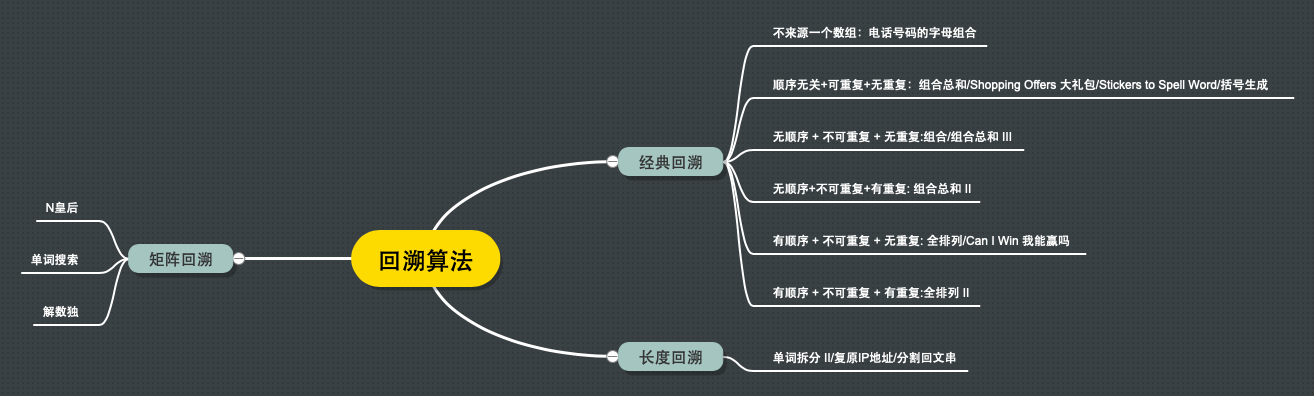 不来源一个数组：电话号码的字母组合
顺序无关+可重复+无重复：组合总和/Shopping Offers 大礼包/Stickers to Spell Word/括号生成
无顺序 + 不可重复 + 无重复:组合/组合总和 III
经典回溯
无顺序+不可重复+有重复: 组合总和 II
N皇后
有顺序 + 不可重复 + 无重复: 全排列/Can I Win 我能赢吗
单词搜索
矩阵回溯
回溯算法
有顺序 + 不可重复 + 有重复:全排列 II
解数独
长度回溯
单词拆分 II/复原IP地址/分割回文串